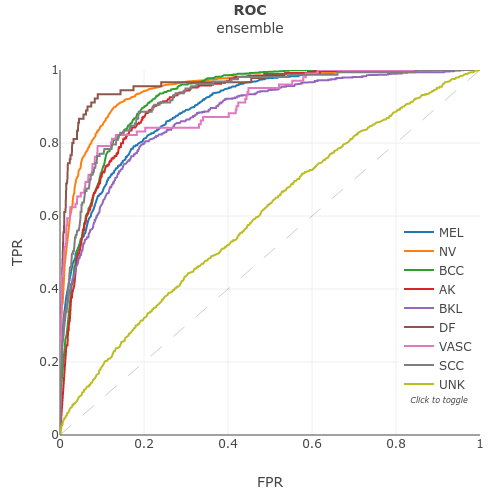 ROC
ensemble
TPR
1
0.8
0.6
0.4
0.2
0
0
0.2
0.4
0.6
0.8
1
FPR
MEL
NV
BCC
AK
BKL
DF
VASC
SCC
UNK
Click to toggle